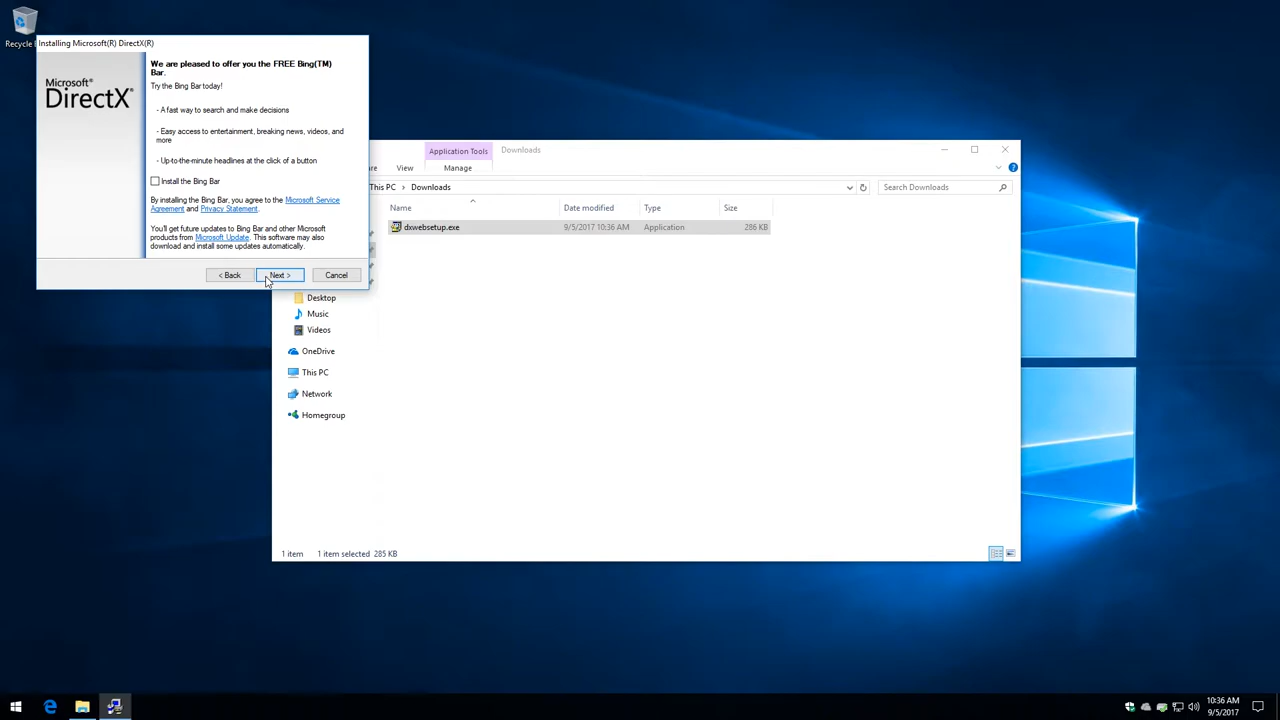 Recycle
Installing Microsoft(R) DirectX(R)
Microsoft®
DirectX®
We are pleased to offer you the FREE Bing(TM)
Bar.
Try the Bing Bar today!
- A fast way to search and make decisions
- Easy access to entertainment, breaking news, videos, and
more
- Up-to-the-minute headlines at the click of a button
Install the Bing Bar
By installing the Bing Bar, you agree to the Microsoft Service
Agreement and Privacy Statement.
You'll get future updates to Bing Bar and other Microsoft
products from Microsoft Update. This software may also
download and install some updates automatically.
< Back
Next >
Cancel
Application Tools
Downloads
View
Manage
This PC
Downloads
Search Downloads
Name
Date modified
Type
Size
dxwebsetup.exe
9/5/2017 10:36 AM
Application
286 KB
Desktop
Music
Videos
OneDrive
This PC
Network
Homegroup
1 item
1 item selected 285 KB
10:36 AM
9/5/2017